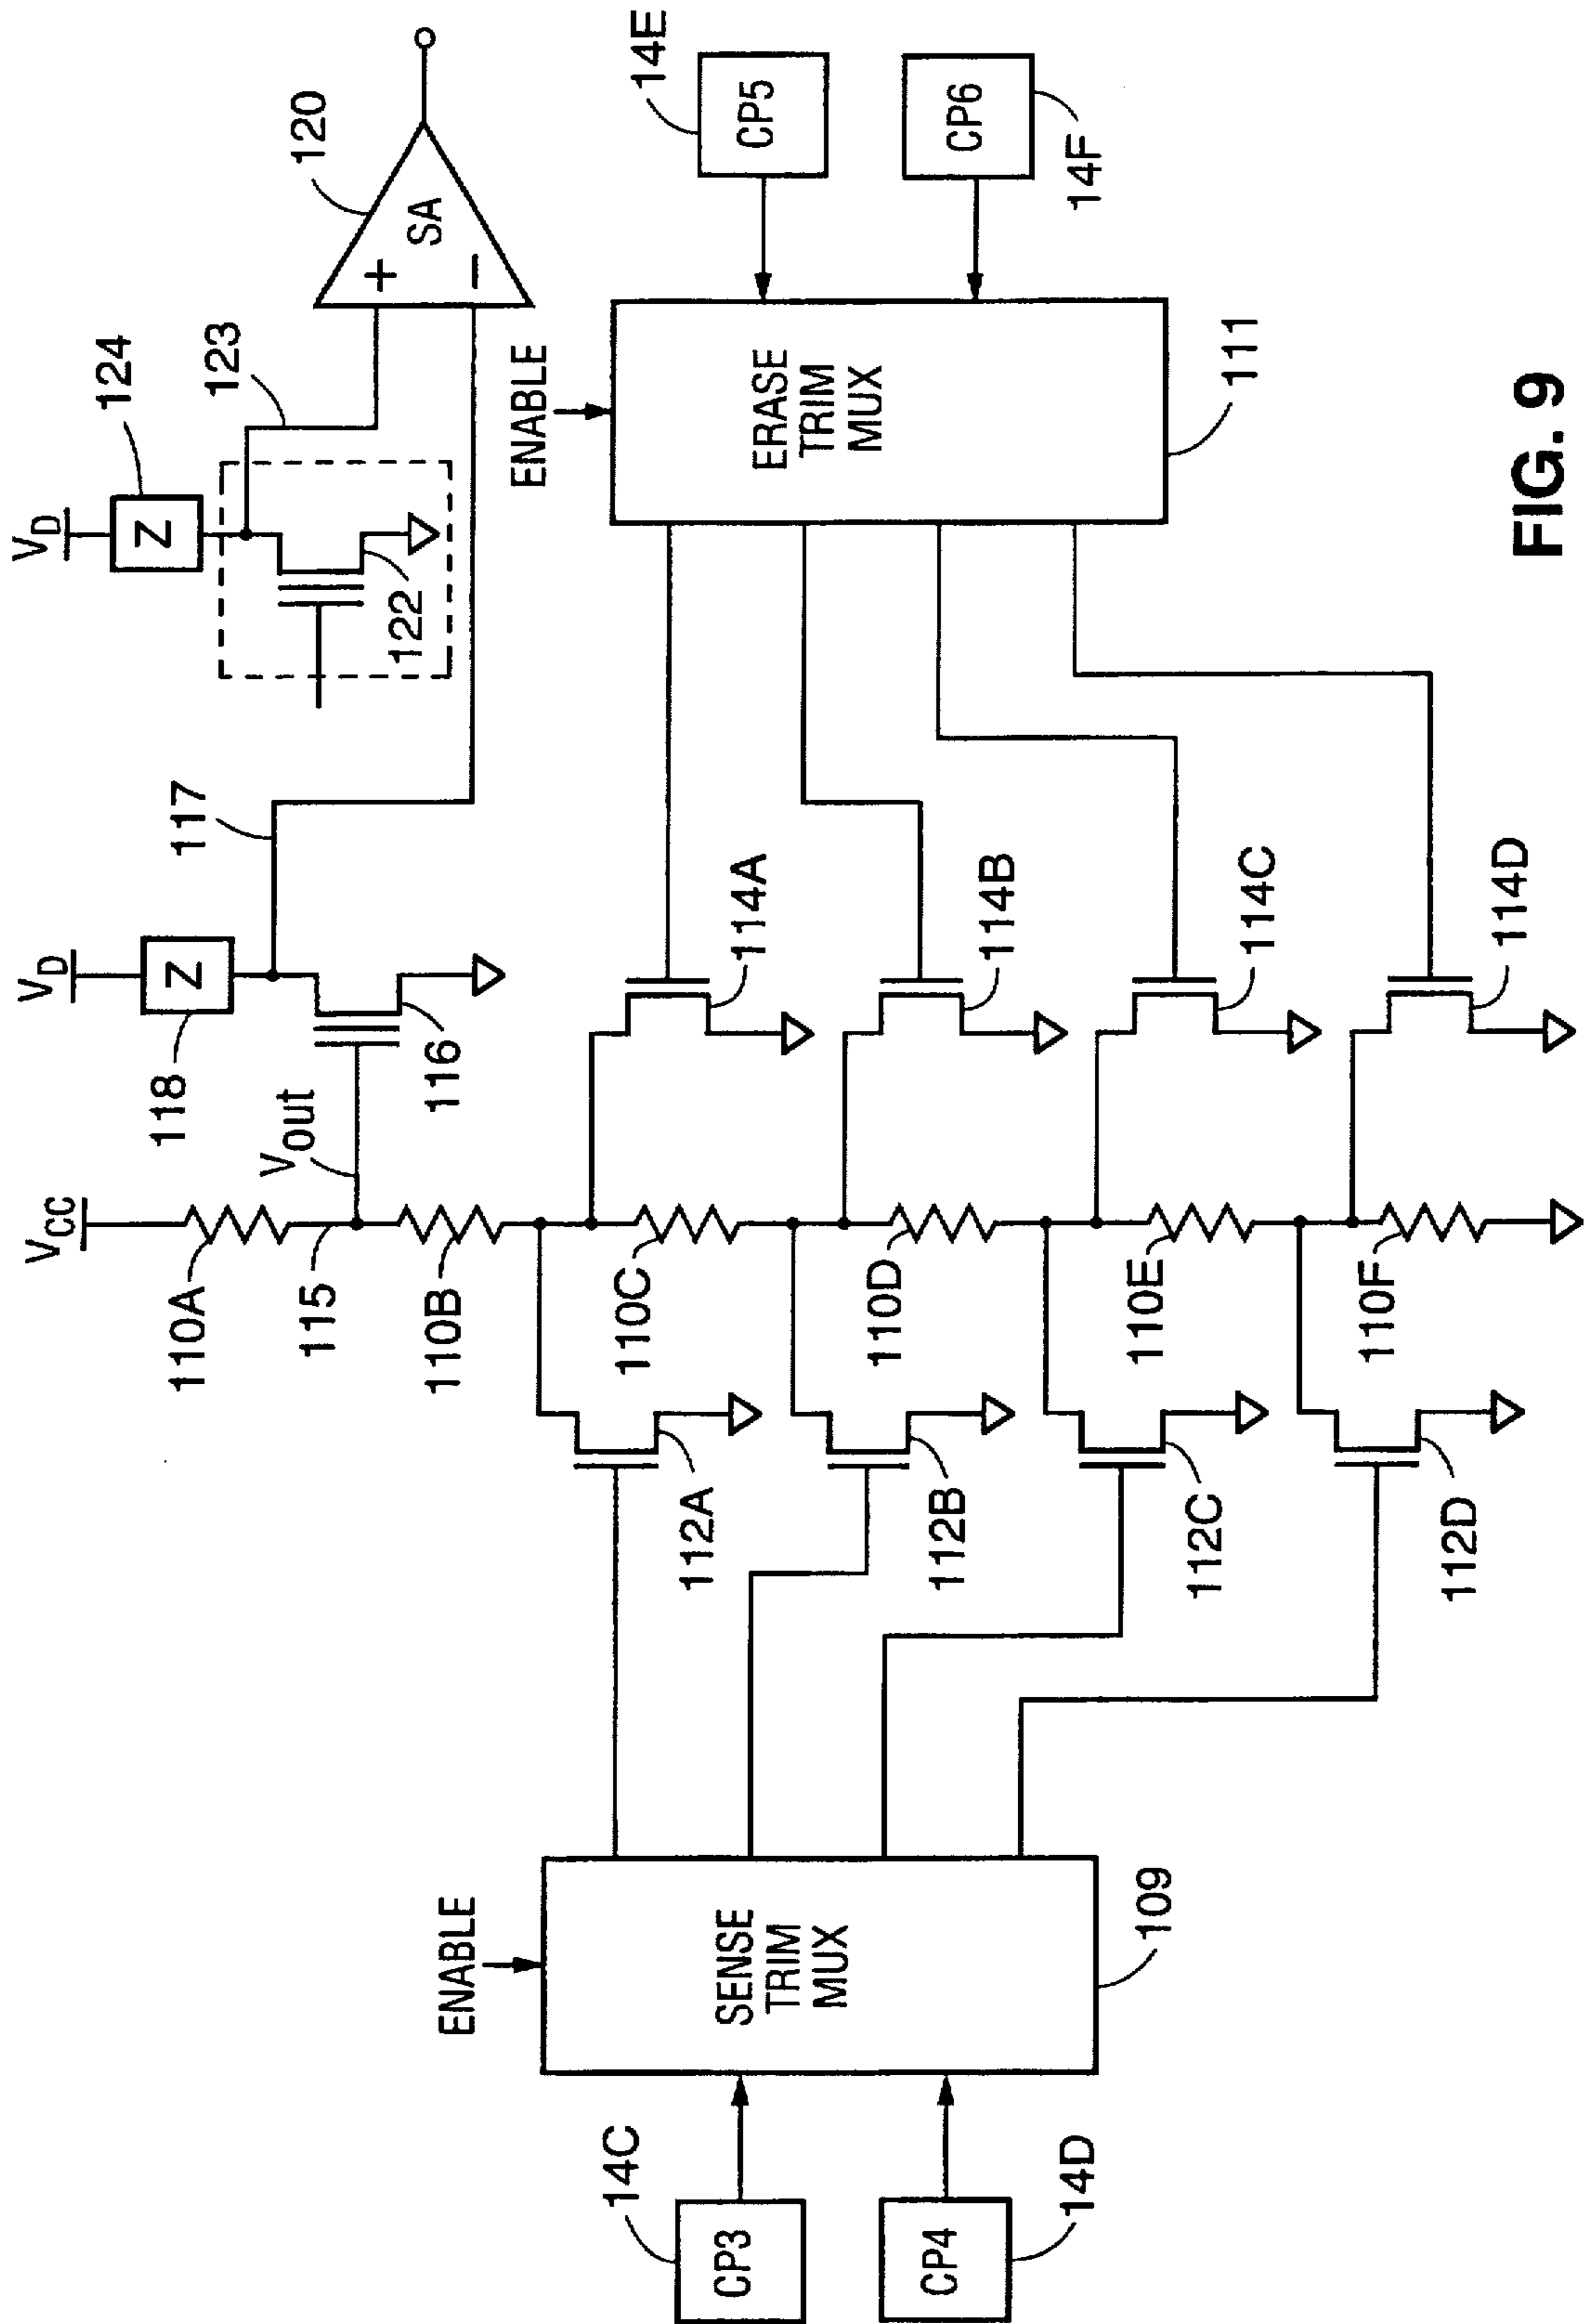 V_CC
V_D
V_D
110A
115
V_OUT
118
116
117
124
123
122
120
+
−
SA
Z
Z
110B
110C
110D
110E
110F
ENABLE
SENSE
TRIM
MUX
109
14C
CP3
CP4
14D
112A
112B
112C
112D
114A
114B
114C
114D
ENABLE
ERASE
TRIM
MUX
111
14E
CP5
CP6
14F
FIG. 9